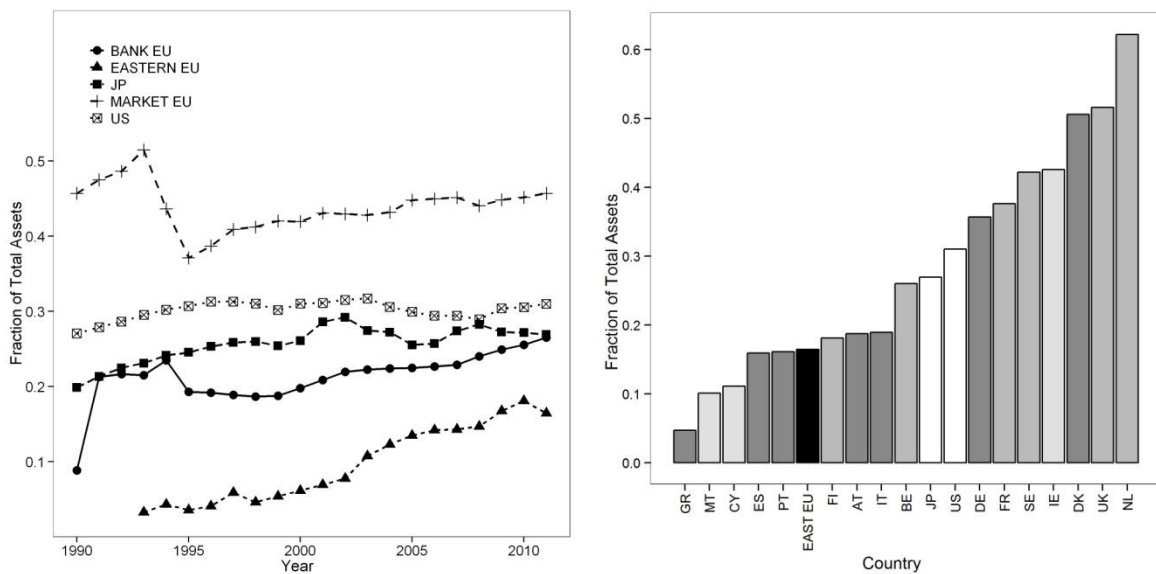 BANK EU
EASTERN EU
JP
MARKET EU
US
Fraction of Total Assets
0.5
0.4
0.3
0.2
0.1
1990 1995 2000 2005 2010
Year
Fraction of Total Assets
0.6
0.5
0.4
0.3
0.2
0.1
0.0
GR MT CY ES PT EAST EU FI AT IT BE JP US DE FR SE IE DK UK NL
Country